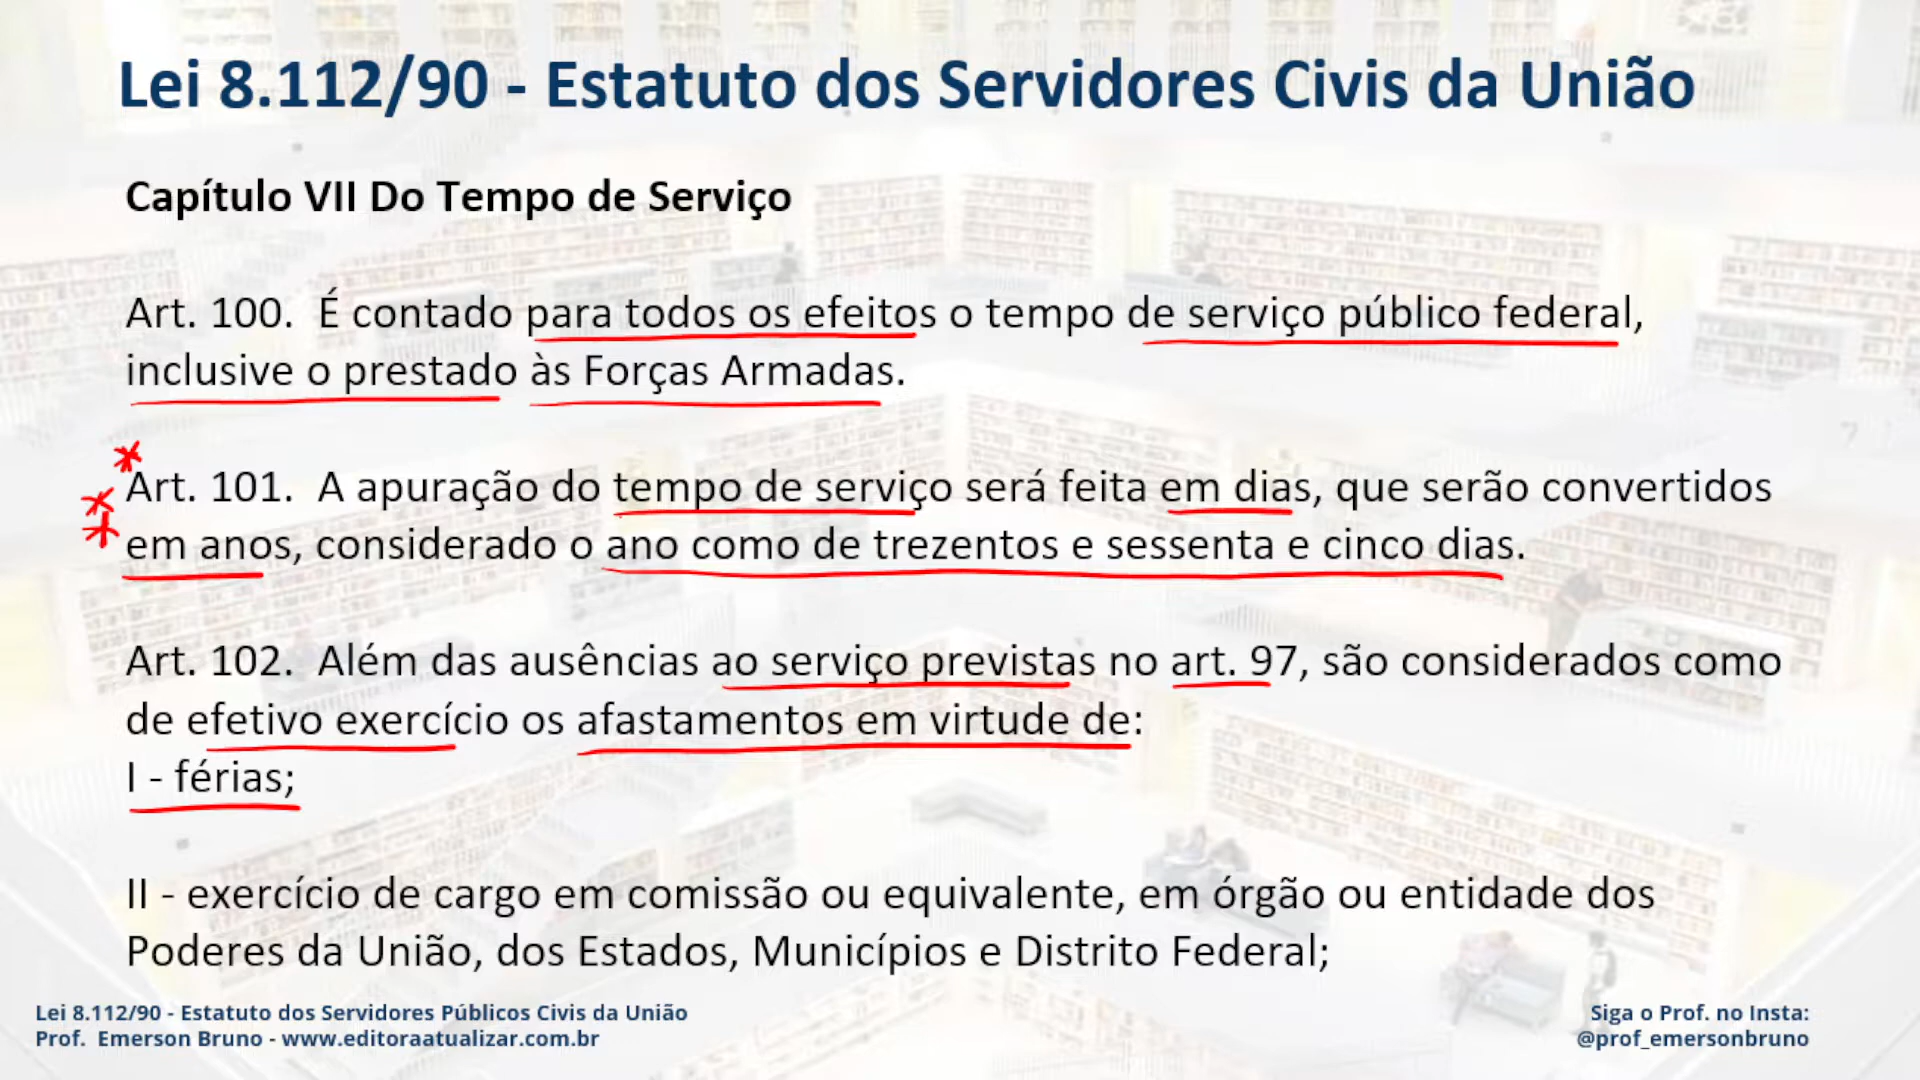 Lei 8.112/90 - Estatuto dos Servidores Civis da União
Capítulo VII Do Tempo de Serviço
Art. 100.  É contado para todos os efeitos o tempo de serviço público federal,
inclusive o prestado às Forças Armadas.
Art. 101.  A apuração do tempo de serviço será feita em dias, que serão convertidos
em anos, considerado o ano como de trezentos e sessenta e cinco dias.
Art. 102.  Além das ausências ao serviço previstas no art. 97, são considerados como
de efetivo exercício os afastamentos em virtude de:
I - férias;
II - exercício de cargo em comissão ou equivalente, em órgão ou entidade dos
Poderes da União, dos Estados, Municípios e Distrito Federal;
Lei 8.112/90 - Estatuto dos Servidores Públicos Civis da União
Prof.  Emerson Bruno - www.editoraatualizar.com.br
Siga o Prof. no Insta:
@prof_emersonbruno